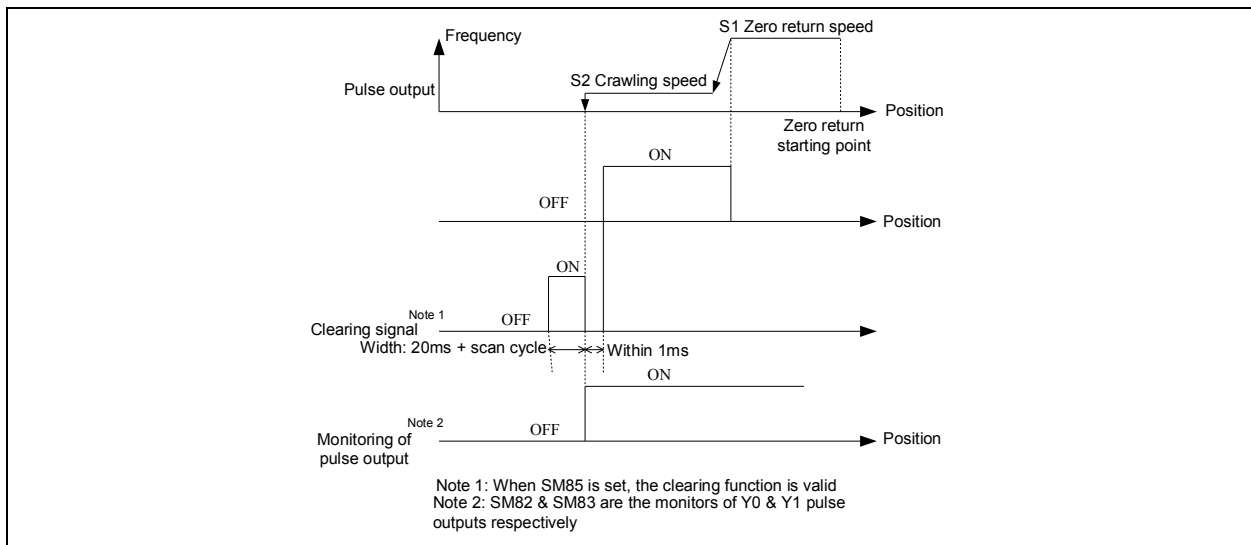 S1 Zero return speed
Frequency
S2 Crawling speed
Pulse output
Position
Zero return
starting point
ON
OFF
Position
ON
OFF
Clearing signal Note 1
Width: 20ms + scan cycle
Within 1ms
ON
OFF
Monitoring of Note 2
pulse output
Position
Note 1: When SM85 is set, the clearing function is valid
Note 2: SM82 & SM83 are the monitors of Y0 & Y1 pulse
outputs respectively